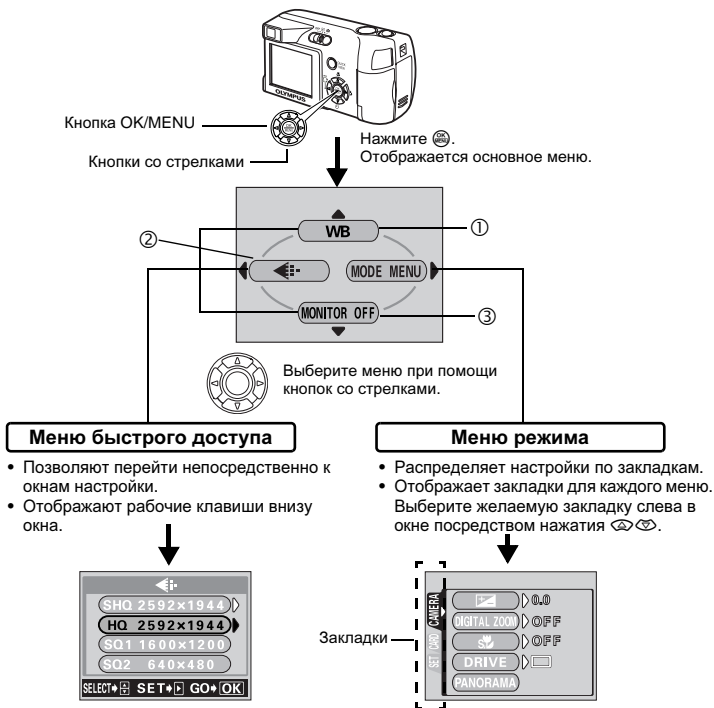 OLYMPUS
Кнопка OK/MENU
Кнопки со стрелками
Нажмите
Отображается основное меню.
WB
①
②
MODE MENU
MONITOR OFF
③
Выберите меню при помощи
кнопок со стрелками.
Меню быстрого доступа
• Позволяют перейти непосредственно к
окнам настройки.
• Отображают рабочие клавиши внизу
окна.
SHQ 2592×1944
HQ 2592×1944
SQ1 1600×1200
SQ2 640×480
SELECT SET GO OK
Меню режима
• Распределяет настройки по закладкам.
• Отображает закладки для каждого меню.
Выберите желаемую закладку слева в
окне посредством нажатия
Закладки
CAMERA
CARD
SET
0.0
DIGITAL ZOOM OFF
OFF
DRIVE
PANORAMA